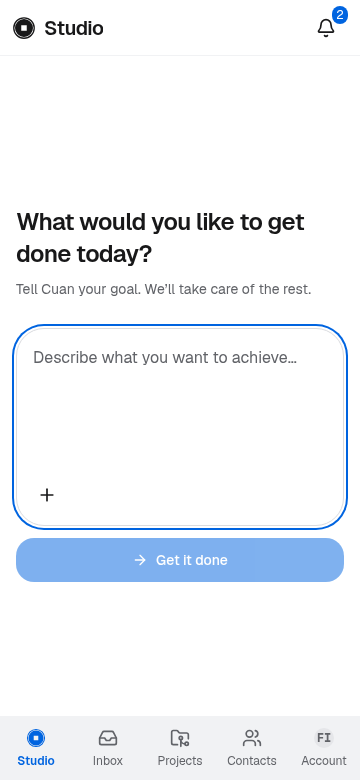 Studio
2
What would you like to get
done today?
Tell Cuan your goal. We'll take care of the rest.
Describe what you want to achieve...
Get it done
Studio
Inbox
Projects
Contacts
FI
Account